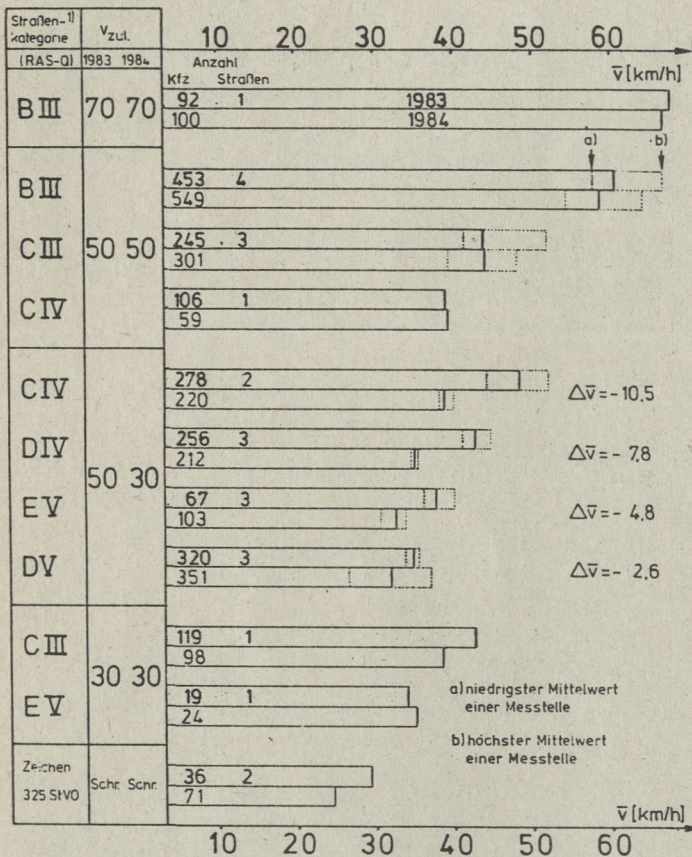 Straßen-1)
kategorie
Vzul.
10 20 30 40 50 60
(RAS-Q) 1983 1984
Anzahl
v̅ [km/h]
Kfz Straßen
B III 70 70
92 1 1983
100 1984
a) b)
B III
453 4
549
C III 50 50
245 3
301
C IV
106 1
59
C IV
278 2
220
△v̅ = - 10.5
D IV
256 3
212
△v̅ = - 7.8
50 30
E V
67 3
103
△v̅ = - 4.8
D V
320 3
351
△v̅ = - 2.6
C III
119 1
98
30 30
E V
19 1
24
a) niedrigster Mittelwert
einer Messtelle
b) höchster Mittelwert
einer Messtelle
Zeichen
325 StVO
Schr. Schr.
36 2
71
v̅ [km/h]
10 20 30 40 50 60